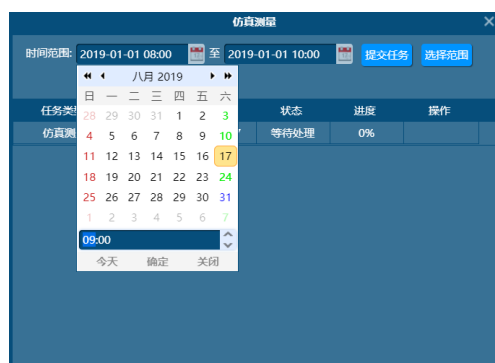 仿真测量
时间范围: 2019-01-01 08:00 至 2019-01-01 10:00 提交任务 选择范围
八月 2019
日 一 二 三 四 五 六
28 29 30 31 1 2 3
4 5 6 7 8 9 10
11 12 13 14 15 16 17
18 19 20 21 22 23 24
25 26 27 28 29 30 31
1 2 3 4 5 6 7
09:00
今天 确定 关闭
任务类 状态 进度 操作
仿真测 等待处理 0%